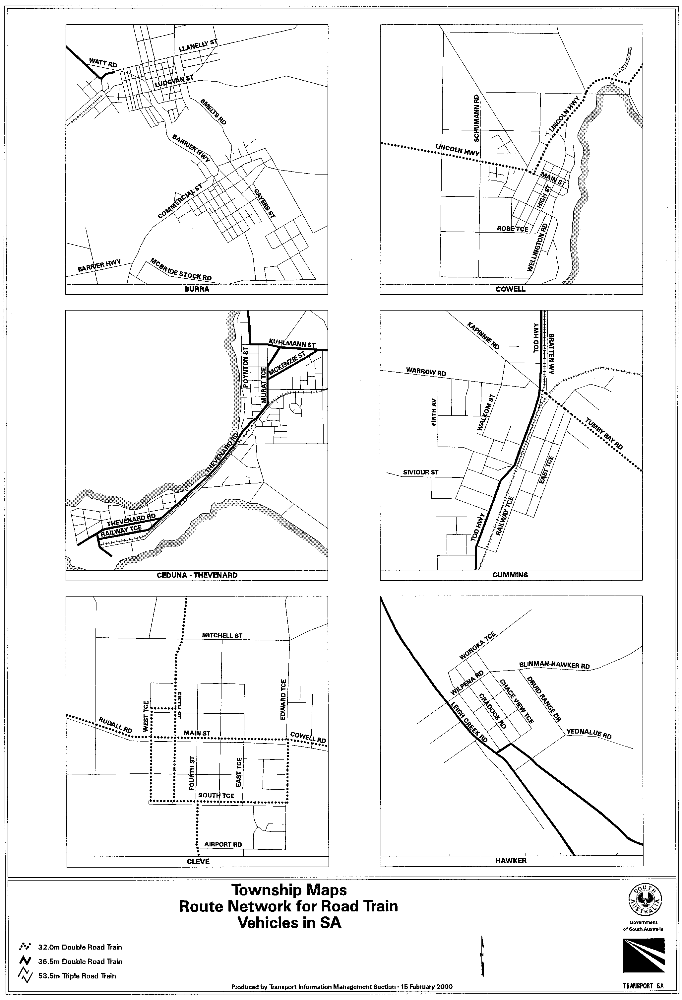 LLANELLY ST
WATT RD
LUDGVAN ST
SMELTS RD
BARRIER HWY
COMMERCIAL ST
GAYERS ST
BARRIER HWY
MCBRIDE STOCK RD
BURRA
SCHUMANN RD
LINCOLN HWY
LINCOLN HWY
MAIN ST
HIGH ST
ROBE TCE
WELLINGTON RD
COWELL
KUHLMANN ST
POYNTON ST
MCKENZIE ST
MURAT TCE
THEVENARD RD
THEVENARD RD
RAILWAY TCE
CEDUNA - THEVENARD
KAPINNIE RD
TOD HWY
BRATTEN WY
WARROW RD
FIRTH AV
WALKOM ST
TUMBY BAY RD
SIVIOUR ST
EAST TCE
RAILWAY TCE
TOD HWY
CUMMINS
MITCHELL ST
FIFTH ST
EDWARD TCE
WEST TCE
RUDALL RD
MAIN ST
COWELL RD
FOURTH ST
EAST TCE
SOUTH TCE
AIRPORT RD
CLEVE
WONOKA TCE
BLINMAN-HAWKER RD
WILPENA RD
CHACE VIEW TCE
DRUID RANGE DR
CRADOCK RD
LEIGH CREEK RD
YEDNALUE RD
HAWKER
Township Maps
Route Network for Road Train
Vehicles in SA
32.0m Double Road Train
36.5m Double Road Train
53.5m Triple Road Train
N
Produced by Transport Information Management Section - 15 February 2000
SOUTH
AUSTRALIA
Government
of South Australia
TRANSPORT SA